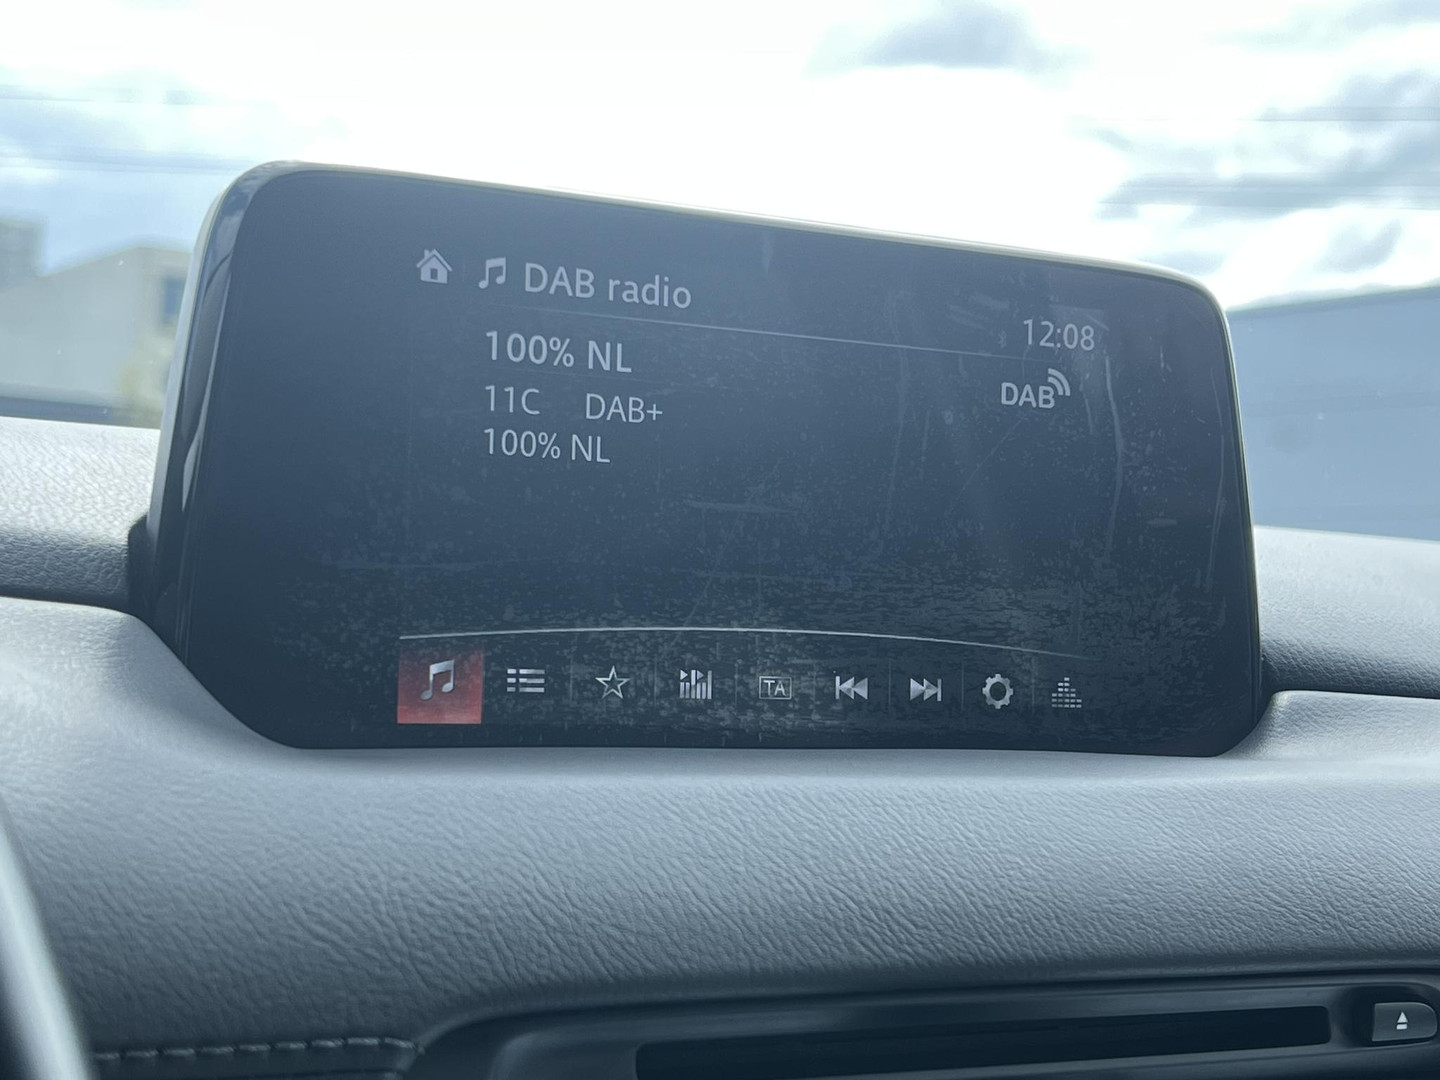 DAB radio
12:08
100% NL
DAB
11C DAB+
100% NL
TA